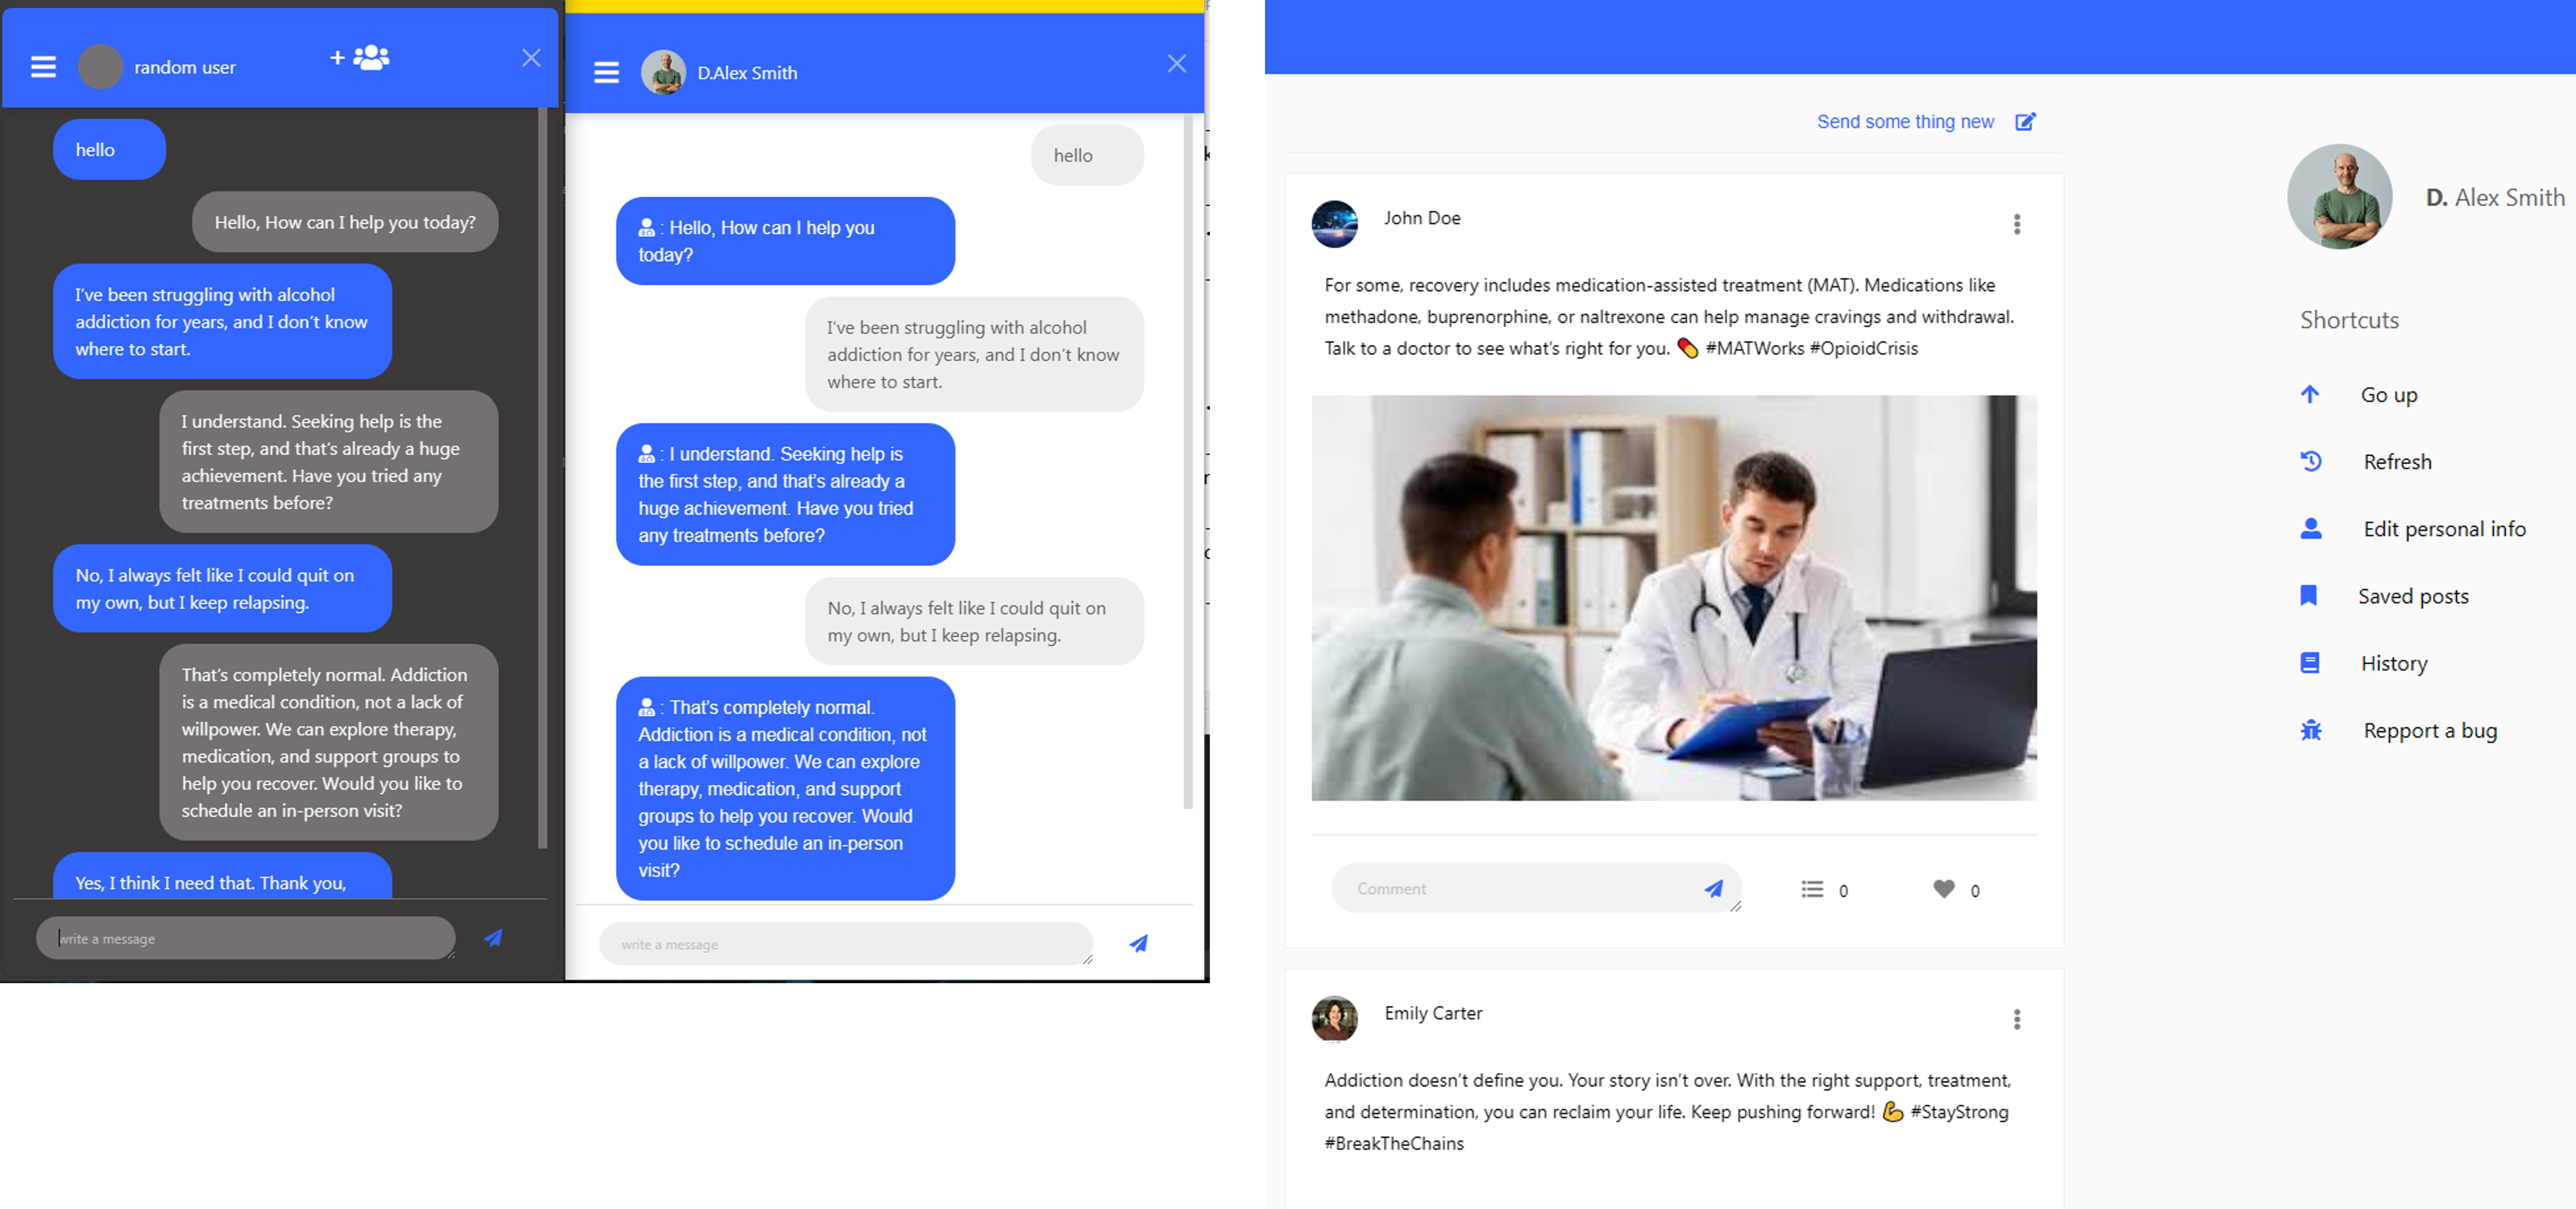 random user
hello
Hello, How can I help you today?
I've been struggling with alcohol
addiction for years, and I don't know
where to start.
I understand. Seeking help is the
first step, and that's already a huge
achievement. Have you tried any
treatments before?
No, I always felt like I could quit on
my own, but I keep relapsing.
That's completely normal. Addiction
is a medical condition, not a lack of
willpower. We can explore therapy,
medication, and support groups to
help you recover. Would you like to
schedule an in-person visit?
Yes, I think I need that. Thank you,
write a message
D.Alex Smith
hello
: Hello, How can I help you
today?
I've been struggling with alcohol
addiction for years, and I don't know
where to start.
: I understand. Seeking help is
the first step, and that's already a
huge achievement. Have you tried
any treatments before?
No, I always felt like I could quit on
my own, but I keep relapsing.
: That's completely normal.
Addiction is a medical condition, not
a lack of willpower. We can explore
therapy, medication, and support
groups to help you recover. Would
you like to schedule an in-person
visit?
write a message
Send some thing new
John Doe
For some, recovery includes medication-assisted treatment (MAT). Medications like
methadone, buprenorphine, or naltrexone can help manage cravings and withdrawal.
Talk to a doctor to see what's right for you. 💊 #MATWorks #OpioidCrisis
Comment
0
0
Emily Carter
Addiction doesn't define you. Your story isn't over. With the right support, treatment,
and determination, you can reclaim your life. Keep pushing forward! 💪 #StayStrong
#BreakTheChains
D. Alex Smith
Shortcuts
Go up
Refresh
Edit personal info
Saved posts
History
Repport a bug